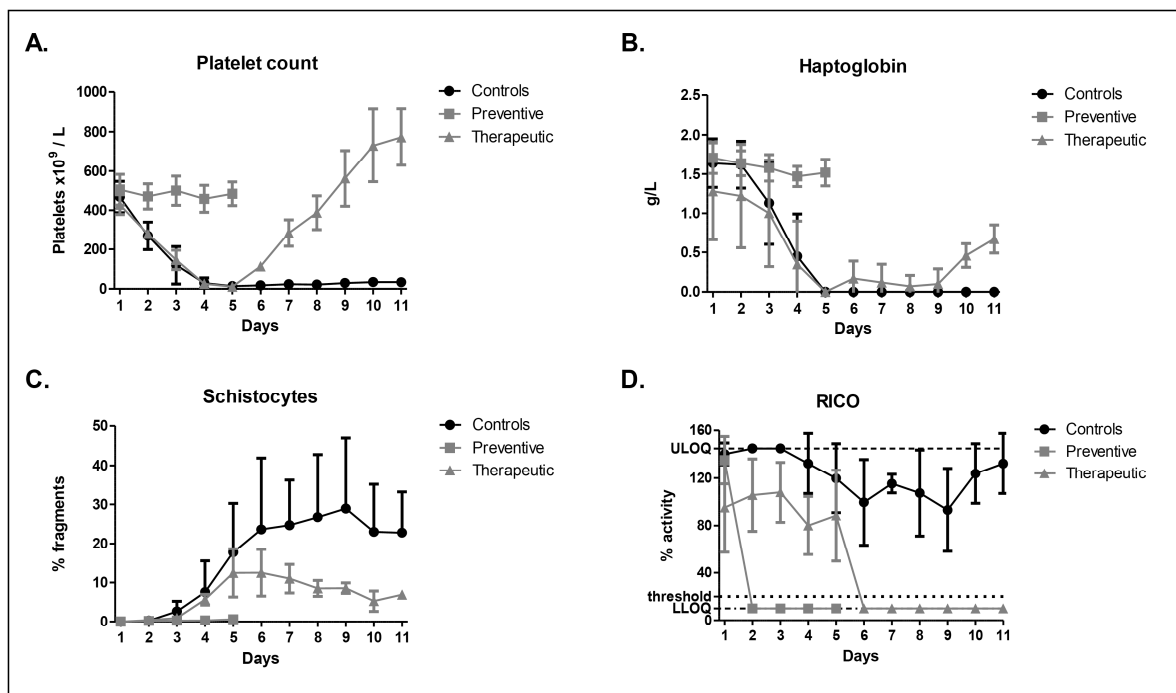 A.
Platelet count
Controls
Preventive
Therapeutic
Platelets x10⁹ / L
1000
800
600
400
200
0
1 2 3 4 5 6 7 8 9 10 11
Days
B.
Haptoglobin
Controls
Preventive
Therapeutic
g/L
2.5
2.0
1.5
1.0
0.5
0.0
1 2 3 4 5 6 7 8 9 10 11
Days
C.
Schistocytes
Controls
Preventive
Therapeutic
% fragments
50
40
30
20
10
0
1 2 3 4 5 6 7 8 9 10 11
Days
D.
RICO
Controls
Preventive
Therapeutic
% activity
160
ULOQ
120
80
40
threshold
LLOQ
0
1 2 3 4 5 6 7 8 9 10 11
Days